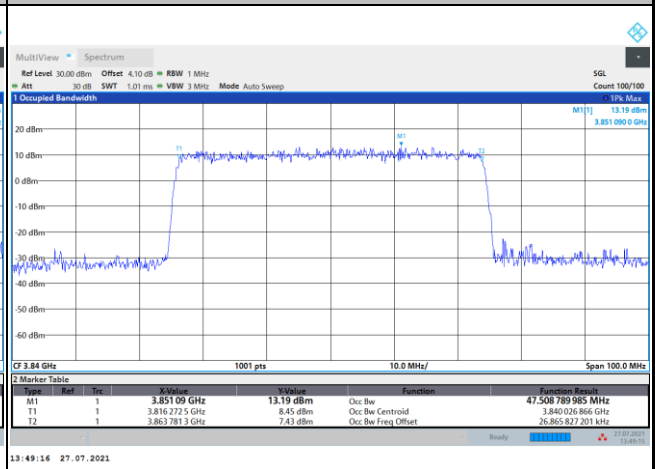 MultiView Spectrum
Ref Level 30.00 dBm Offset 4.10 dB RBW 1 MHz SGL
Att 30 dB SWT 1.01 ms VBW 3 MHz Mode Auto Sweep Count 100/100
1 Occupied Bandwidth 1Pk Max
M1[1] 13.19 dBm
3.851 090 0 GHz
20 dBm
M1
T1 T2
10 dBm
0 dBm
-10 dBm
-20 dBm
-30 dBm
-40 dBm
-50 dBm
-60 dBm
CF 3.84 GHz 1001 pts 10.0 MHz/ Span 100.0 MHz
2 Marker Table
Type Ref Trc X-Value Y-Value Function Function Result
M1 1 3.851 09 GHz 13.19 dBm Occ Bw 47.508 789 985 MHz
T1 1 3.816 272 5 GHz 8.45 dBm Occ Bw Centroid 3.840 026 866 GHz
T2 1 3.863 781 3 GHz 7.43 dBm Occ Bw Freq Offset 26.865 827 201 kHz
Ready 27.07.2021
13:49:15
13:49:16 27.07.2021